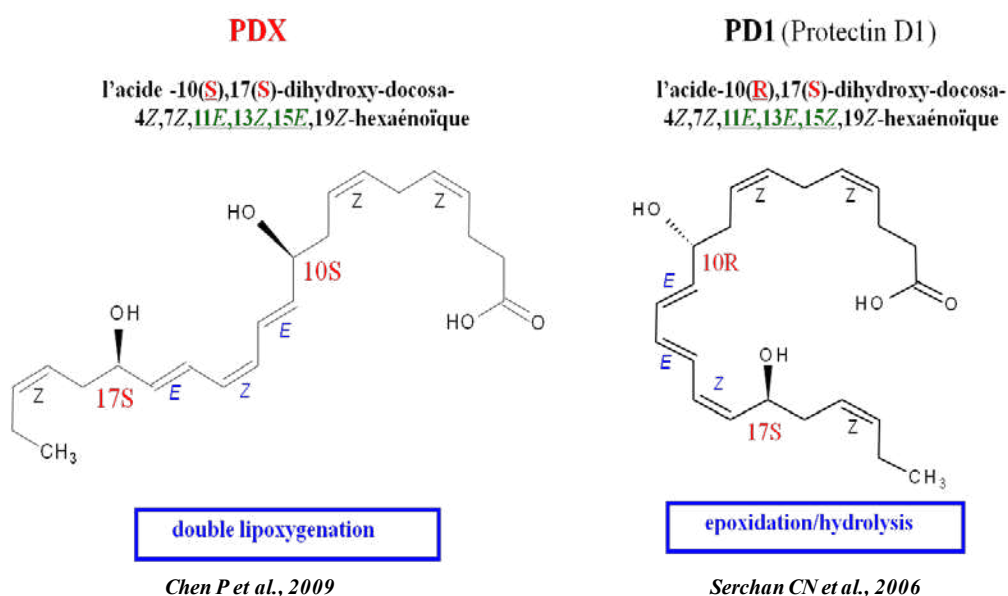 PDX
l'acide -10(S),17(S)-dihydroxy-docosa-
4Z,7Z,11E,13Z,15E,19Z-hexaénoïque
Z
Z
HO
10S
E
HO
O
OH
Z
17S
E
Z
CH3
double lipoxygenation
Chen P et al., 2009
PD1 (Protectin D1)
l'acide-10(R),17(S)-dihydroxy-docosa-
4Z,7Z,11E,13E,15Z,19Z-hexaénoïque
Z
Z
HO
10R
E
HO
O
E
OH
Z
17S
Z
CH3
epoxidation/hydrolysis
Serchan CN et al., 2006